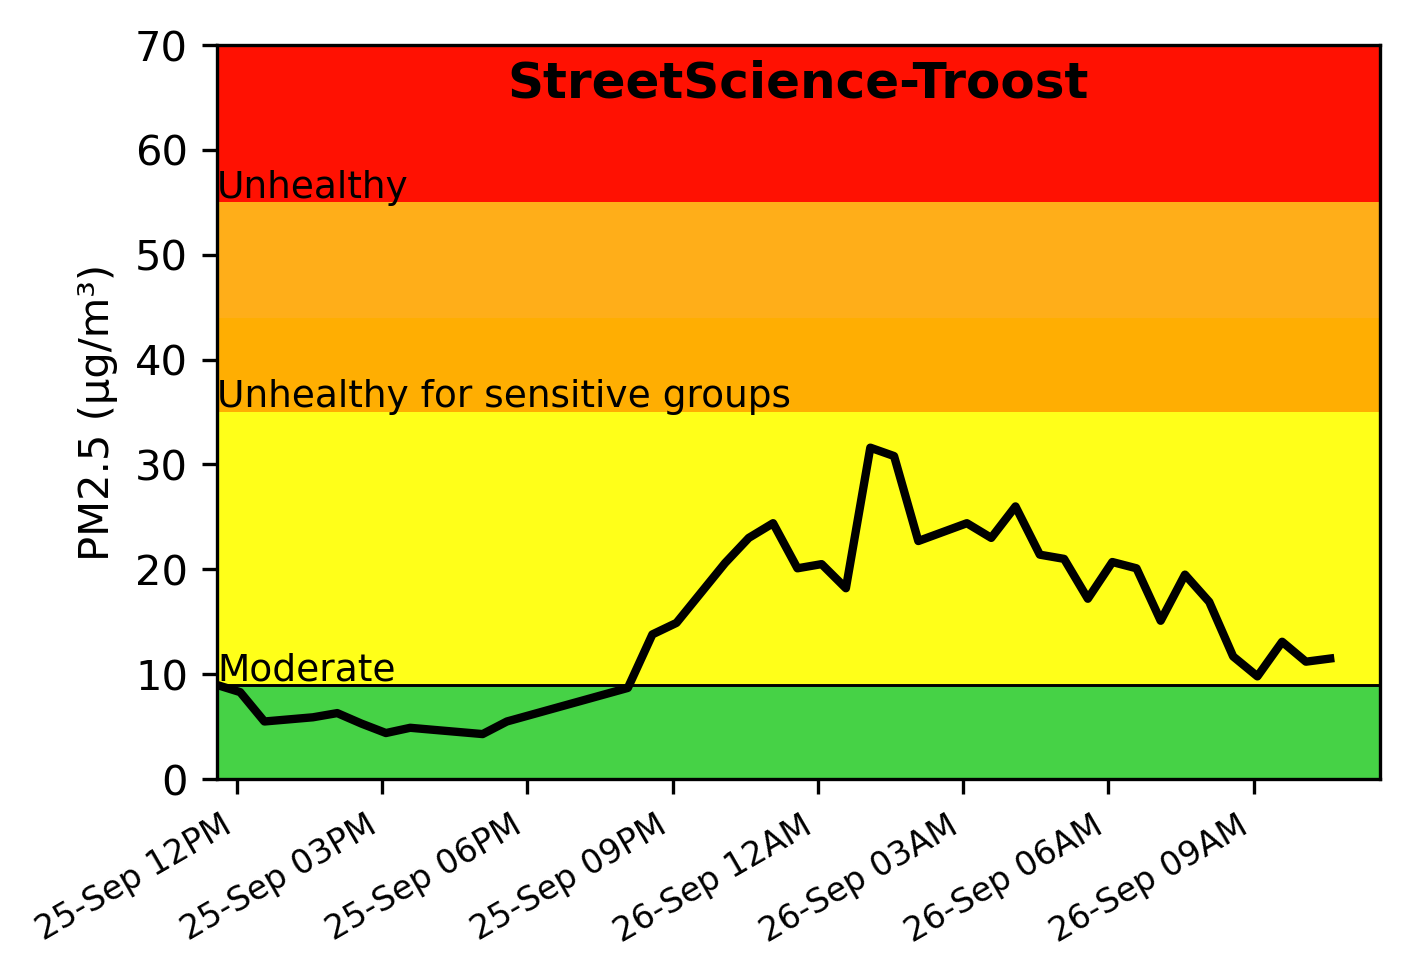 StreetScience-Troost
PM2.5 (µg/m³)
70
60
Unhealthy
50
40
Unhealthy for sensitive groups
30
20
10
Moderate
0
25-Sep 12PM
25-Sep 03PM
25-Sep 06PM
25-Sep 09PM
26-Sep 12AM
26-Sep 03AM
26-Sep 06AM
26-Sep 09AM